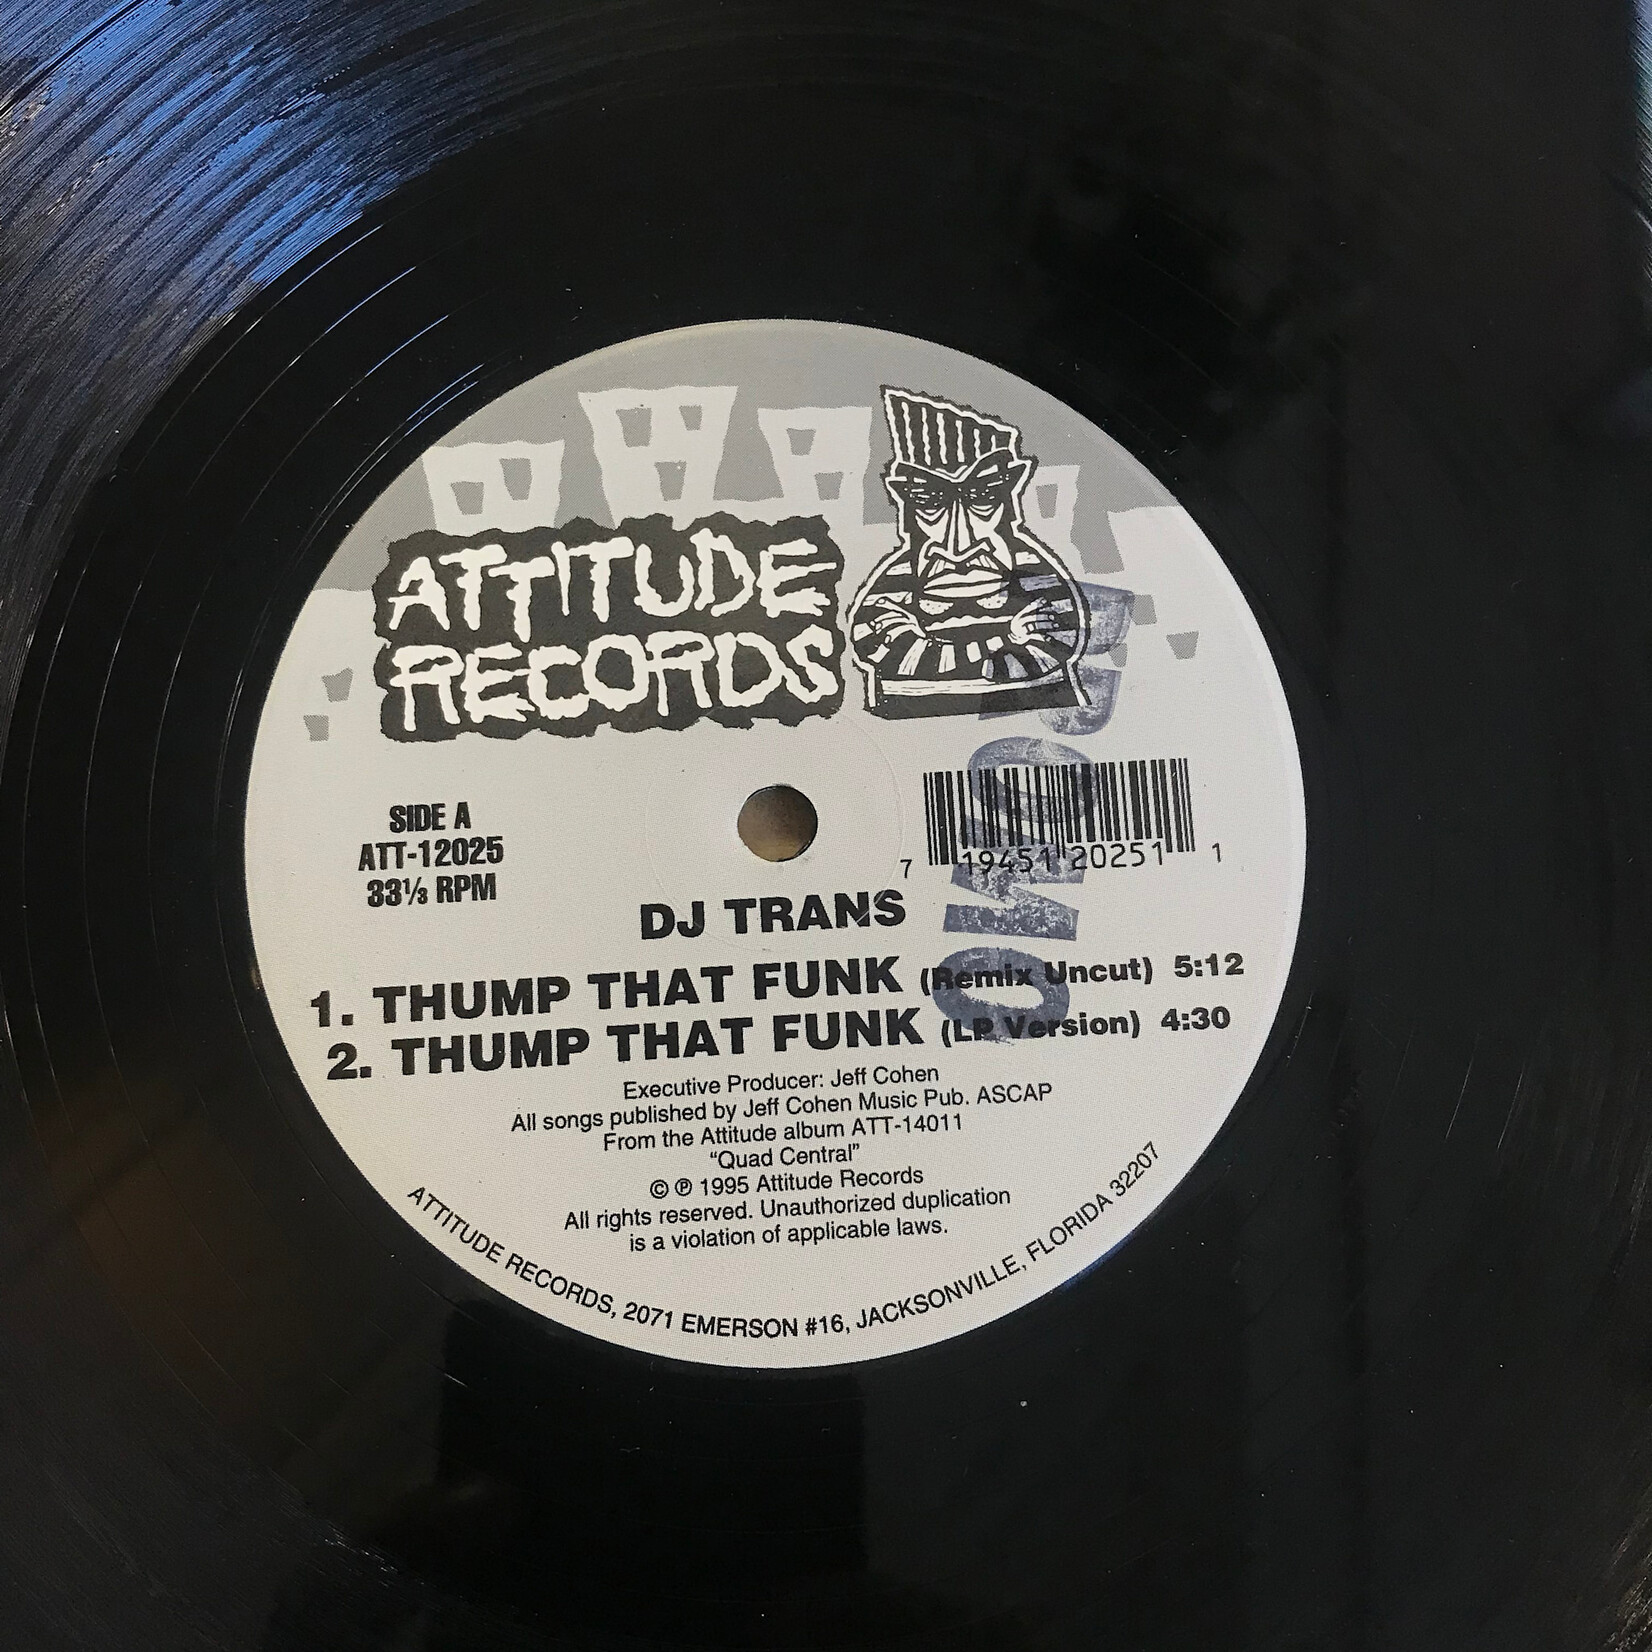 ATTITUDE
RECORDS
SIDE A
ATT-12025
33⅓ RPM
7 19451 20251 1
DJ TRANS
1. THUMP THAT FUNK (Remix Uncut) 5:12
2. THUMP THAT FUNK (LP Version) 4:30
Executive Producer: Jeff Cohen
All songs published by Jeff Cohen Music Pub. ASCAP
From the Attitude album ATT-14011
“Quad Central”
© ℗ 1995 Attitude Records
All rights reserved. Unauthorized duplication
is a violation of applicable laws.
ATTITUDE RECORDS, 2071 EMERSON #16, JACKSONVILLE, FLORIDA 32207